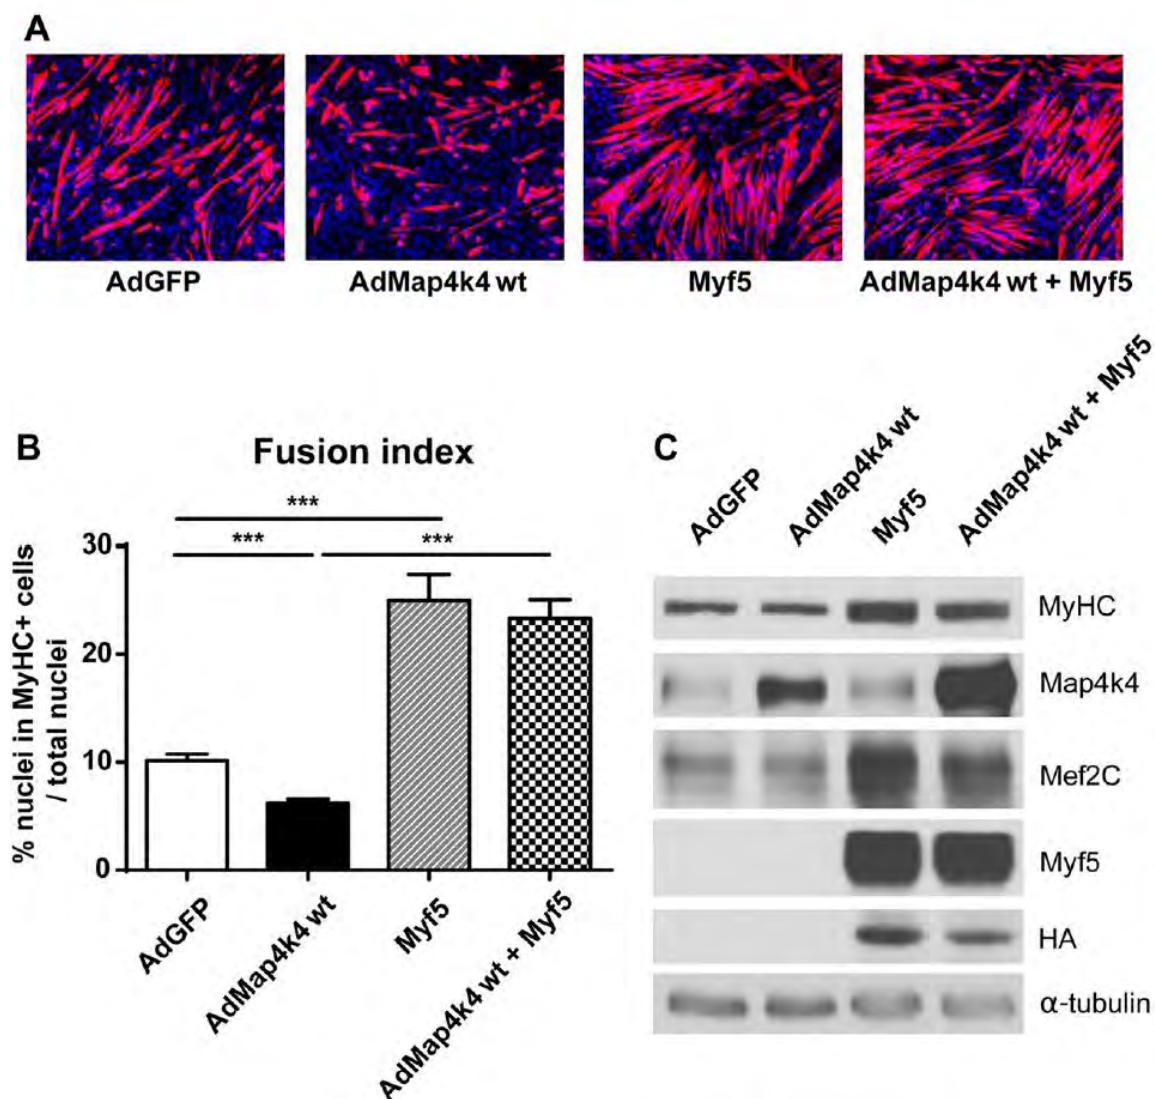 A
AdGFP
AdMap4k4 wt
Myf5
AdMap4k4 wt + Myf5
B
Fusion index
***
***
***
% nuclei in MyHC+ cells
/ total nuclei
30
20
10
0
AdGFP
AdMap4k4 wt
Myf5
AdMap4k4 wt + Myf5
C
AdGFP
AdMap4k4 wt
Myf5
AdMap4k4 wt + Myf5
MyHC
Map4k4
Mef2C
Myf5
HA
α-tubulin